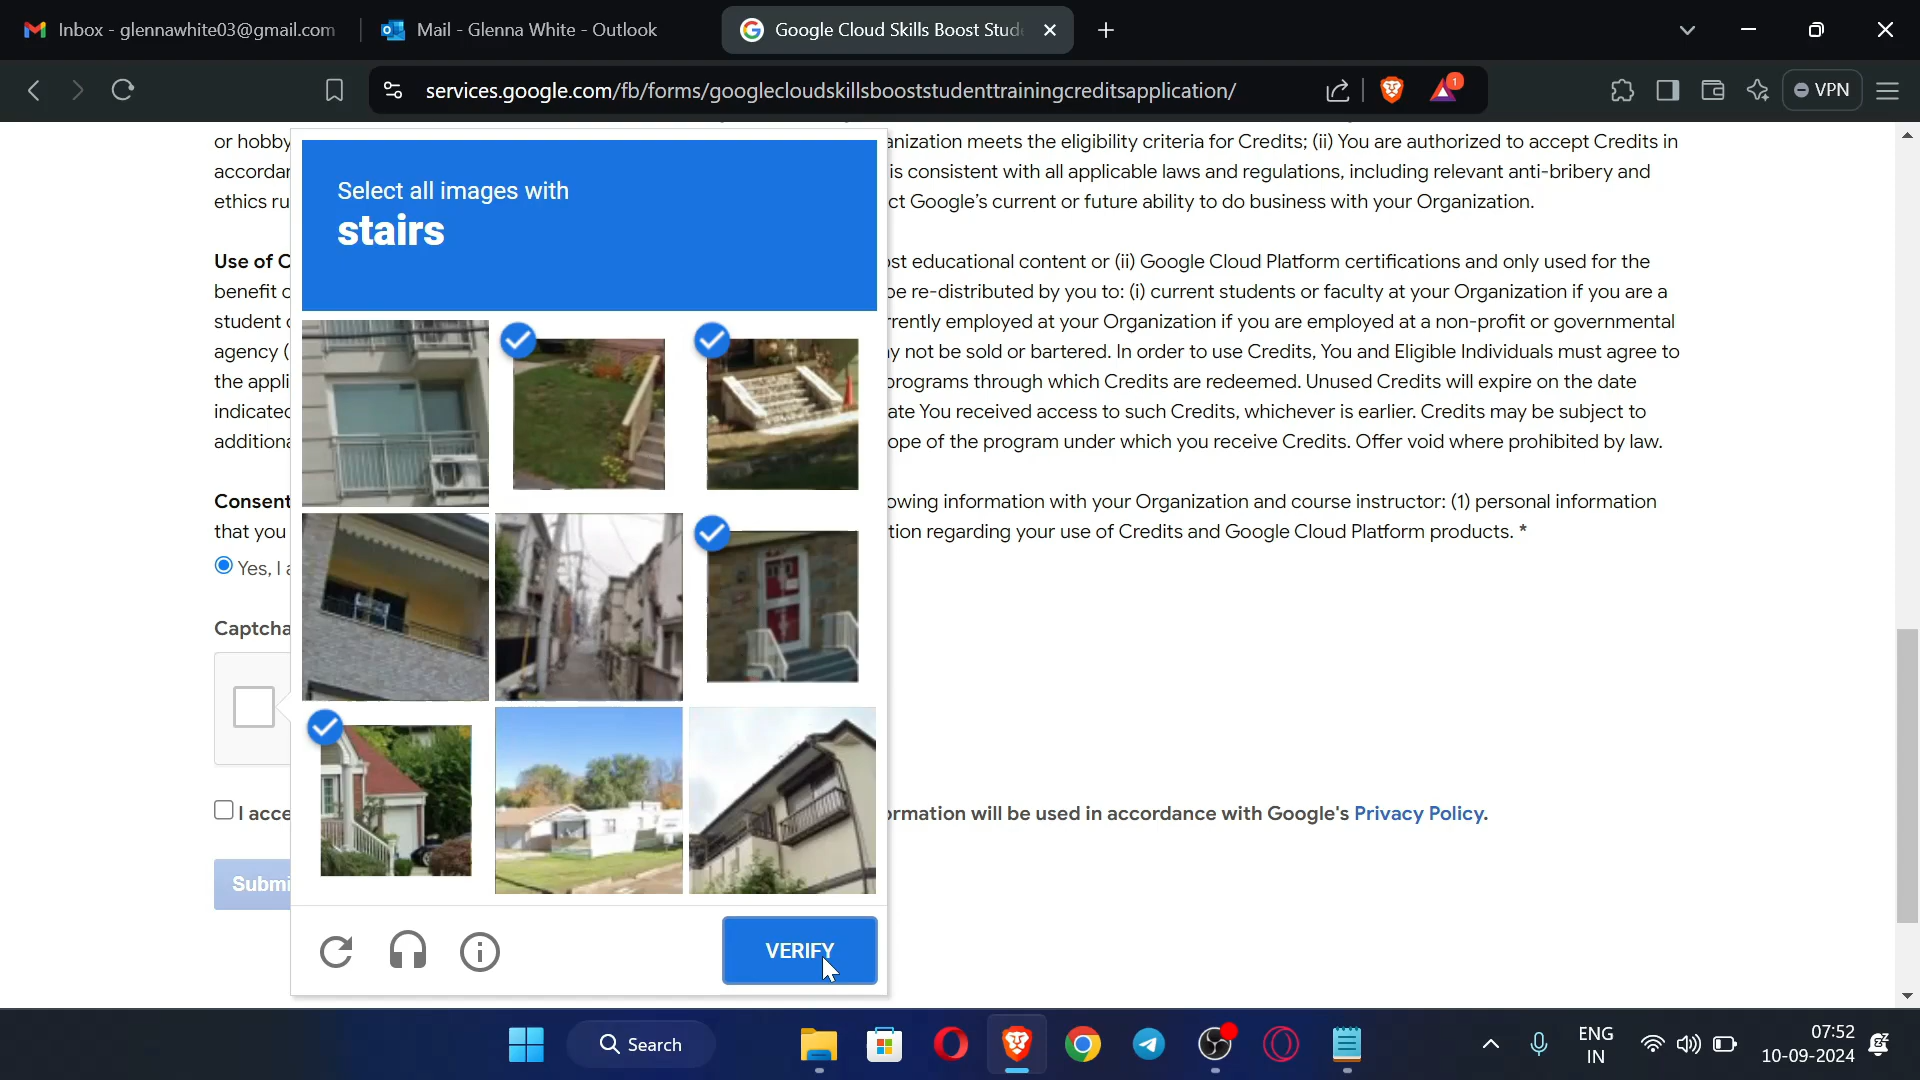 Inbox - glennawhite03@gmail.com
Mail - Glenna White - Outlook
Google Cloud Skills Boost Stud
services.google.com/fb/forms/googlecloudskillsbooststudenttrainingcreditsapplication/
1
VPN
or hobby
anization meets the eligibility criteria for Credits; (ii) You are authorized to accept Credits in
accordan
is consistent with all applicable laws and regulations, including relevant anti-bribery and
ethics ru
ct Google's current or future ability to do business with your Organization.
Select all images with
stairs
Use of C
ost educational content or (ii) Google Cloud Platform certifications and only used for the
benefit o
be re-distributed by you to: (i) current students or faculty at your Organization if you are a
student o
rrently employed at your Organization if you are employed at a non-profit or governmental
agency (
y not be sold or bartered. In order to use Credits, You and Eligible Individuals must agree to
the appli
programs through which Credits are redeemed. Unused Credits will expire on the date
indicated
ate You received access to such Credits, whichever is earlier. Credits may be subject to
additiona
ope of the program under which you receive Credits. Offer void where prohibited by law.
Consent
owing information with your Organization and course instructor: (1) personal information
that you
tion regarding your use of Credits and Google Cloud Platform products. *
Yes, I a
Captcha
I acce
ormation will be used in accordance with Google's Privacy Policy.
Submi
VERIFY
Search
ENG
IN
07:52
10-09-2024